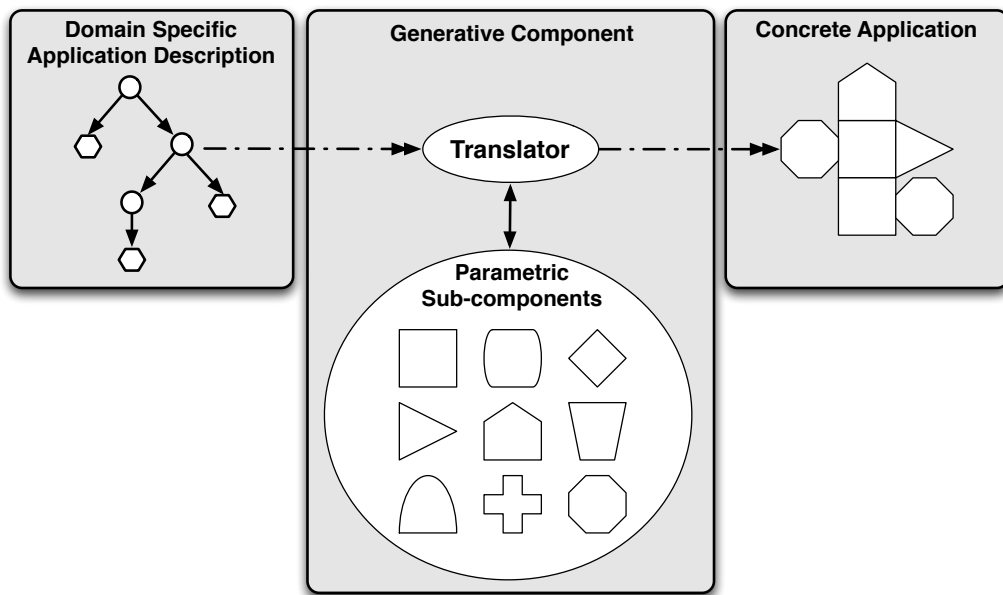 Domain Specific
Application Description
Generative Component
Concrete Application
Translator
Parametric
Sub-components